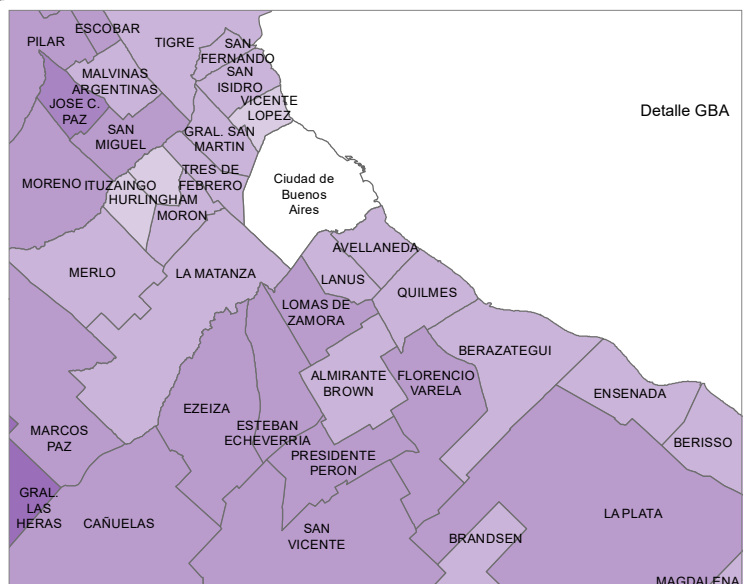 ESCOBAR
PILAR
TIGRE
SAN
FERNANDO
MALVINAS
ARGENTINAS
SAN
ISIDRO
JOSE C.
PAZ
VICENTE
LOPEZ
Detalle GBA
SAN
MIGUEL
GRAL. SAN
MARTIN
MORENO
ITUZAINGO
HURLINGHAM
TRES DE
FEBRERO
MORON
Ciudad de
Buenos
Aires
MERLO
LA MATANZA
AVELLANEDA
LANUS
QUILMES
LOMAS DE
ZAMORA
BERAZATEGUI
ALMIRANTE
BROWN
FLORENCIO
VARELA
ENSENADA
EZEIZA
ESTEBAN
ECHEVERRIA
MARCOS
PAZ
BERISSO
PRESIDENTE
PERON
GRAL.
LAS
HERAS
CAÑUELAS
SAN
VICENTE
BRANDSEN
LA PLATA
MAGDALENA